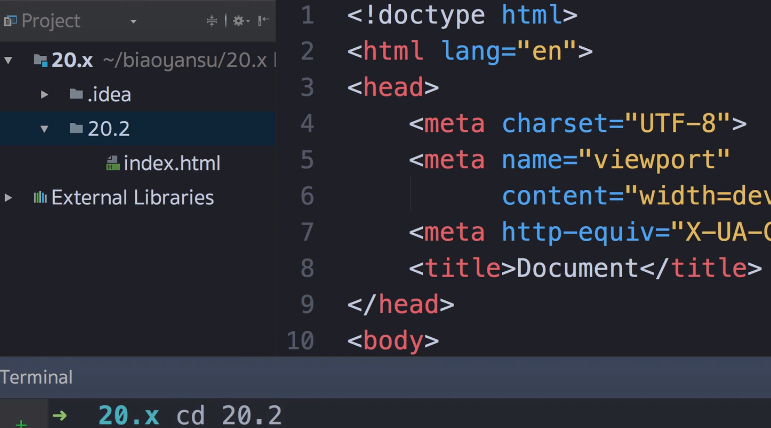 Project
20.x ~/biaoyansu/20.x
.idea
20.2
index.html
External Libraries
1 <!doctype html>
2 <html lang="en">
3 <head>
4 <meta charset="UTF-8">
5 <meta name="viewport"
6 content="width=dev
7 <meta http-equiv="X-UA-C
8 <title>Document</title>
9 </head>
10 <body>
Terminal
+ ➜ 20.x cd 20.2